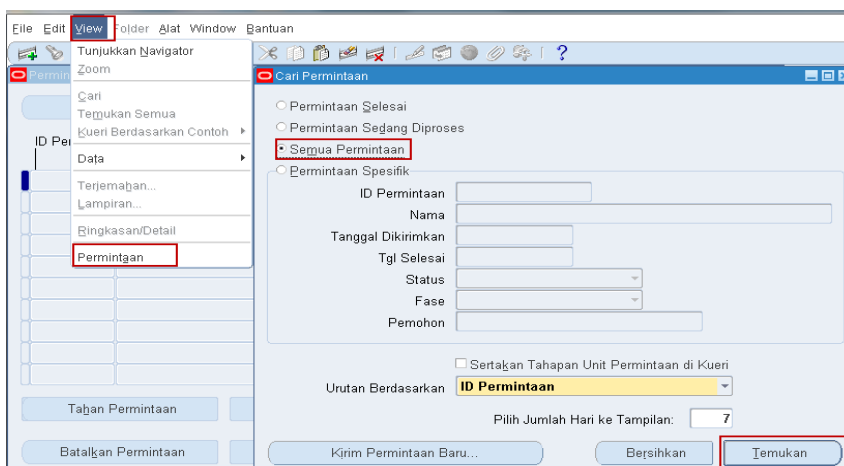 File Edit View Folder Alat Window Bantuan
Tunjukkan Navigator
Zoom
Cari
Temukan Semua
Kueri Berdasarkan Contoh
Data
Terjemahan...
Lampiran...
Ringkasan/Detail
Permintaan
ID
Tahan Permintaan
Batalkan Permintaan
Cari Permintaan
Permintaan Selesai
Permintaan Sedang Diproses
Semua Permintaan
Permintaan Spesifik
ID Permintaan
Nama
Tanggal Dikirimkan
Tgl Selesai
Status
Fase
Pemohon
Sertakan Tahapan Unit Permintaan di Kueri
Urutan Berdasarkan ID Permintaan
Pilih Jumlah Hari ke Tampilan: 7
Kirim Permintaan Baru... Bersihkan Temukan